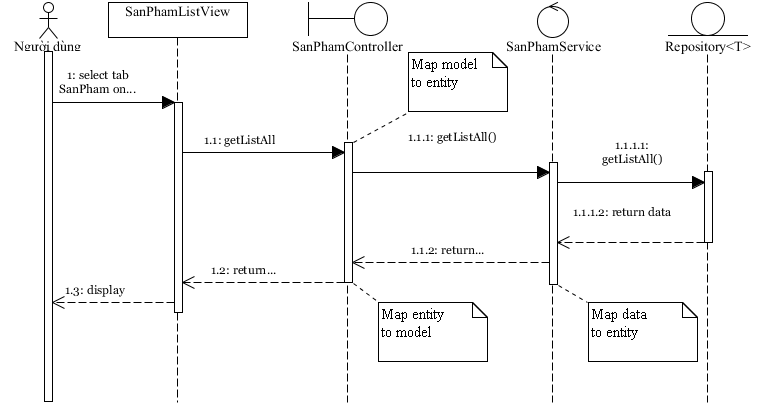 SanPhamListView
Người dùng
SanPhamController
SanPhamService
Repository<T>
Map model
to entity
1: select tab
SanPham on...
1.1: getListAll
1.1.1: getListAll()
1.1.1.1:
getListAll()
1.1.1.2: return data
1.1.2: return...
1.2: return...
1.3: display
Map entity
to model
Map data
to entity